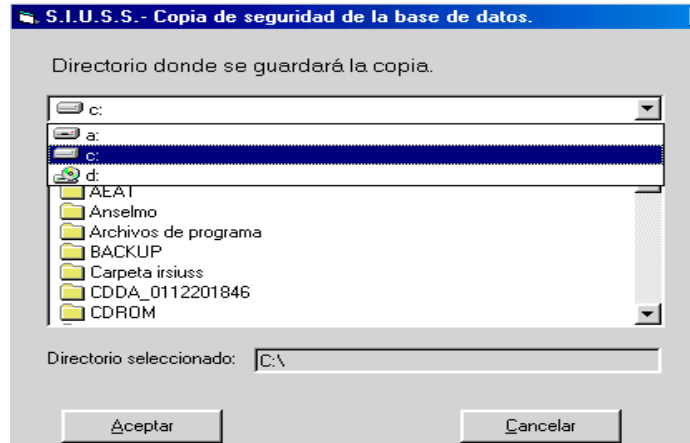 S.I.U.S.S.- Copia de seguridad de la base de datos.
Directorio donde se guardará la copia.
c:
a:
c:
d:
AEAT
Anselmo
Archivos de programa
BACKUP
Carpeta irsiuss
CDDA_0112201846
CDROM
Directorio seleccionado: C:\
Aceptar Cancelar